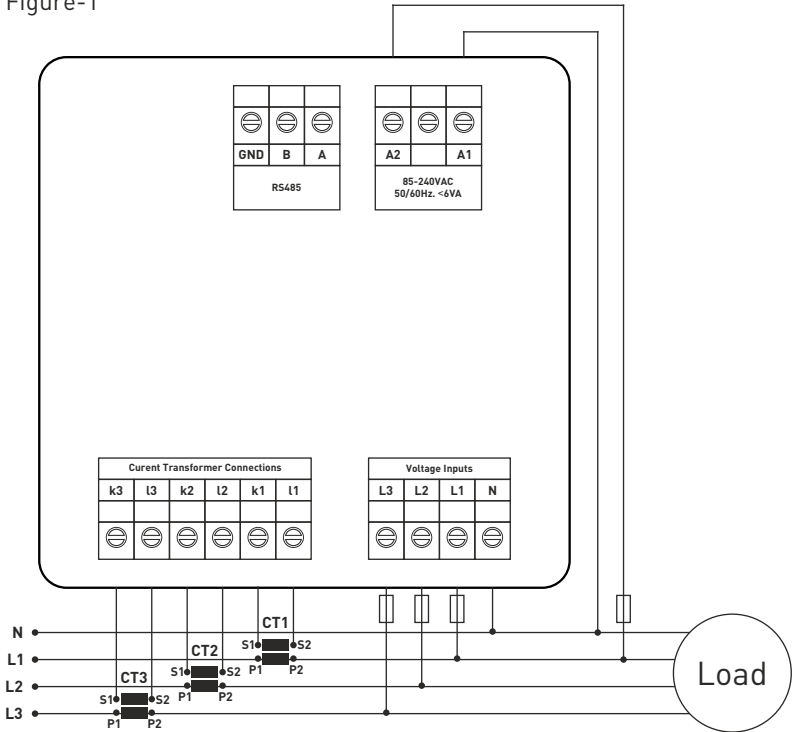 Figure-1
GND B A
RS485
A2 A1
85-240VAC
50/60Hz. <6VA
Curent Transformer Connections
k3 l3 k2 l2 k1 l1
Voltage Inputs
L3 L2 L1 N
N
L1
L2
L3
CT1
S1 S2
P1 P2
CT2
S1 S2
P1 P2
CT3
S1 S2
P1 P2
Load